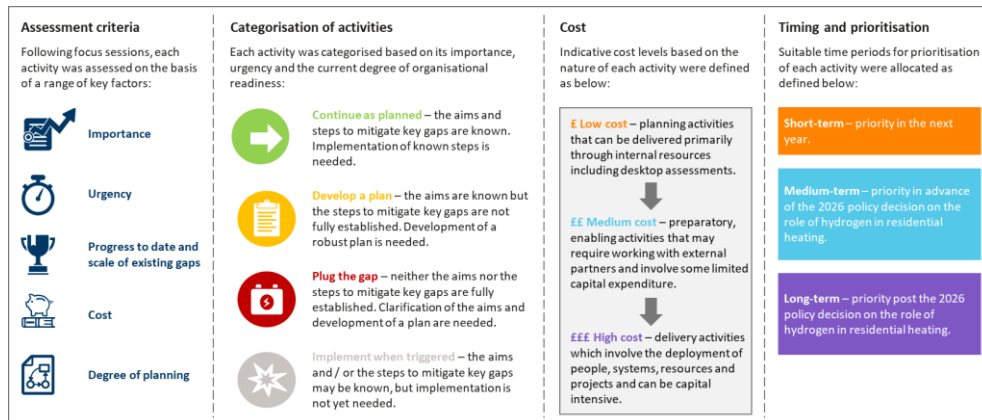 Assessment criteria
Following focus sessions, each
activity was assessed on the basis
of a range of key factors:
Importance
Urgency
Progress to date and
scale of existing gaps
Cost
Degree of planning
Categorisation of activities
Each activity was categorised based on its importance,
urgency and the current degree of organisational
readiness:
Continue as planned – the aims and
steps to mitigate key gaps are known.
Implementation of known steps is
needed.
Develop a plan – the aims are known but
the steps to mitigate key gaps are not
fully established. Development of a
robust plan is needed.
Plug the gap – neither the aims nor the
steps to mitigate key gaps are fully
established. Clarification of the aims and
development of a plan are needed.
Implement when triggered – the aims
and / or the steps to mitigate key gaps
may be known, but implementation is
not yet needed.
Cost
Indicative cost levels based on the
nature of each activity were defined
as below:
£ Low cost – planning activities
that can be delivered primarily
through internal resources
including desktop assessments.
££ Medium cost – preparatory,
enabling activities that may
require working with external
partners and involve some limited
capital expenditure.
£££ High cost – delivery activities
which involve the deployment of
people, systems, resources and
projects and can be capital
intensive.
Timing and prioritisation
Suitable time periods for prioritisation
of each activity were allocated as
defined below:
Short-term – priority in the next
year.
Medium-term – priority in advance
of the 2026 policy decision on the
role of hydrogen in residential
heating.
Long-term – priority post the 2026
policy decision on the role of
hydrogen in residential heating.